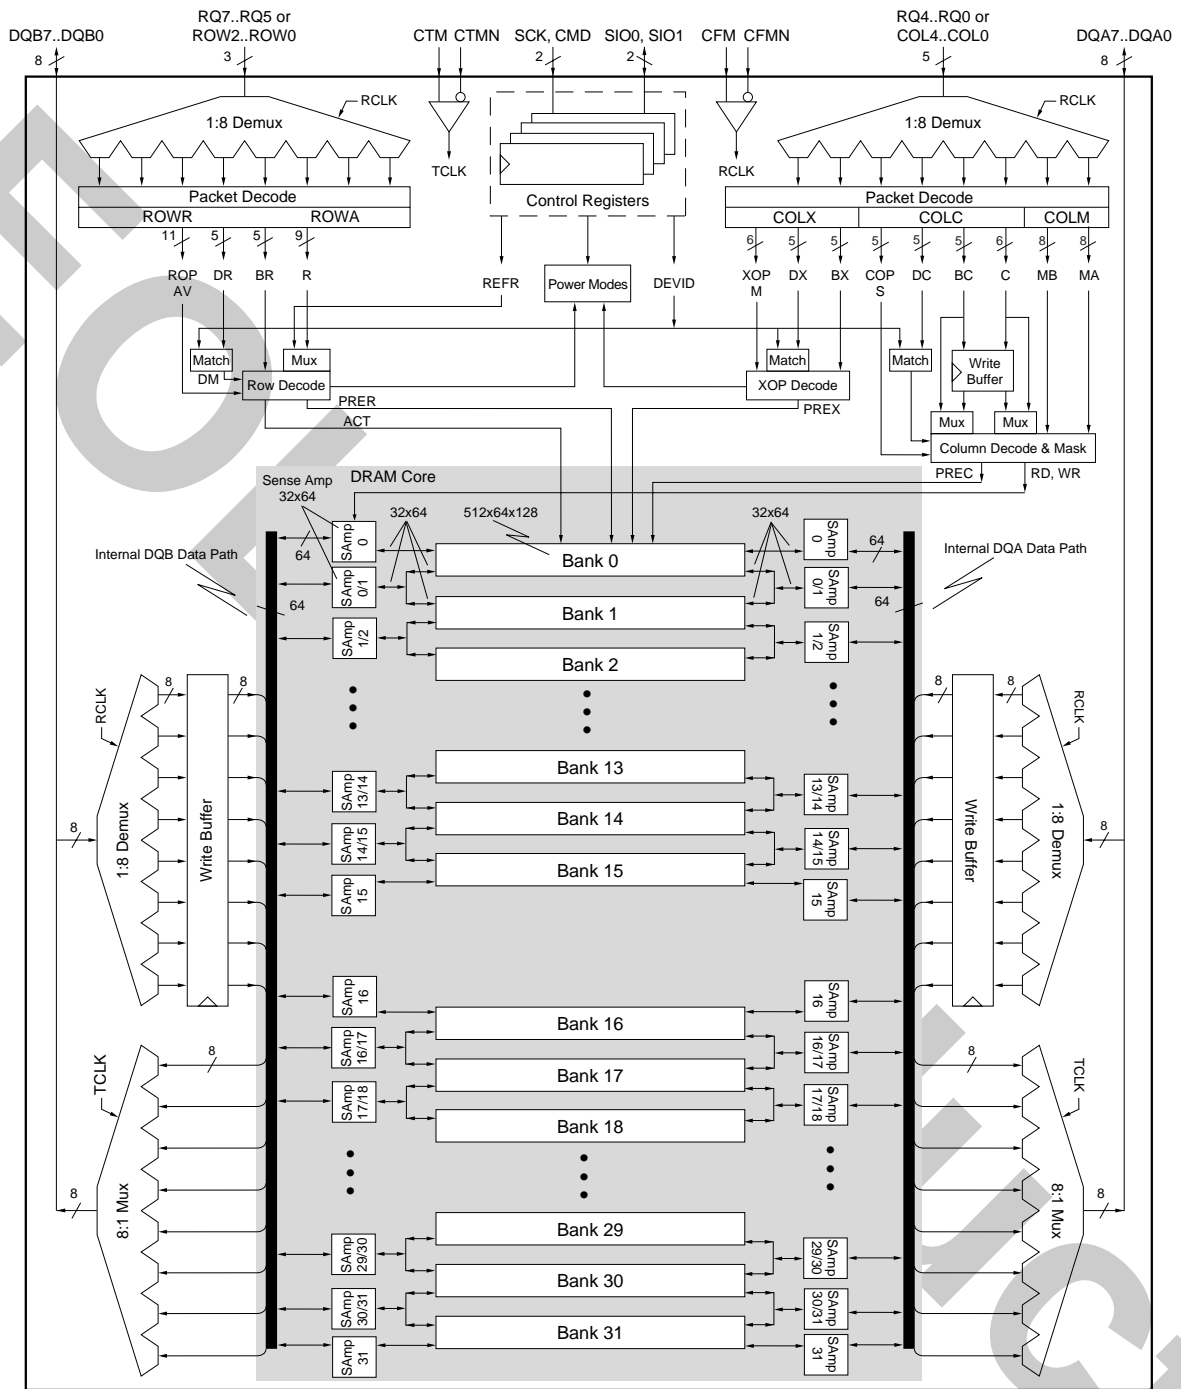 RQ7..RQ5 or
DQB7..DQB0
ROW2..ROW0
CTM CTMN
SCK, CMD
SIO0, SIO1
CFM CFMN
RQ4..RQ0 or
COL4..COL0
DQA7..DQA0
8
3
2
2
5
8
RCLK
1:8 Demux
TCLK
Control Registers
RCLK
RCLK
1:8 Demux
Packet Decode
ROWR
ROWA
Packet Decode
COLX
COLC
COLM
11
5
5
9
6
5
5
5
5
5
6
8
8
ROP
AV
DR
BR
R
REFR
Power Modes
DEVID
XOP
M
DX
BX
COP
S
DC
BC
C
MB
MA
Match
DM
Mux
Row Decode
Match
XOP Decode
Match
Write
Buffer
Mux
Mux
Column Decode & Mask
PRER
ACT
PREX
PREC
RD, WR
DRAM Core
Sense Amp
32x64
32x64
512x64x128
32x64
SAmp
0
64
Bank 0
SAmp
0
64
Internal DQB Data Path
Internal DQA Data Path
SAmp
0/1
64
Bank 1
SAmp
0/1
64
SAmp
1/2
Bank 2
SAmp
1/2
RCLK
8
8
8
8
RCLK
1:8 Demux
Write Buffer
8
Write Buffer
1:8 Demux
8
Bank 13
SAmp
13/14
SAmp
13/14
Bank 14
SAmp
14/15
SAmp
14/15
Bank 15
SAmp
15
SAmp
15
SAmp
16
Bank 16
SAmp
16
SAmp
16/17
Bank 17
SAmp
16/17
SAmp
17/18
Bank 18
SAmp
17/18
TCLK
8
8
TCLK
8:1 Mux
8
8:1 Mux
8
Bank 29
SAmp
29/30
SAmp
29/30
Bank 30
SAmp
30/31
SAmp
30/31
Bank 31
SAmp
31
SAmp
31